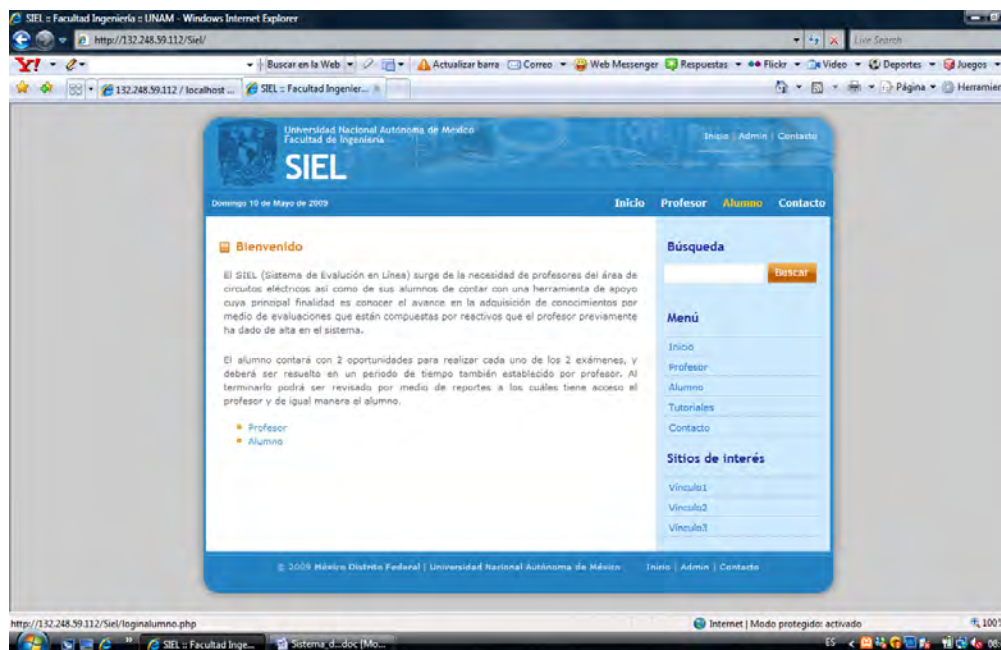 SIEL :: Facultad Ingeniería :: UNAM - Windows Internet Explorer
http://132.248.59.112/Siel/
Live Search
Y! Buscar en la Web Actualizar barra Correo Web Messenger Respuestas Flickr Video Deportes Juegos
132.248.59.112 / localhost ... SIEL :: Facultad Ingenier... Página Herramien
Universidad Nacional Autónoma de México
Facultad de Ingeniería
SIEL
Inicio | Admin | Contacto
Domingo 10 de Mayo de 2009
Inicio Profesor Alumno Contacto
Bienvenido
El SIEL (Sistema de Evalución en Línea) surge de la necesidad de profesores del área de
circuitos eléctricos así como de sus alumnos de contar con una herramienta de apoyo
cuya principal finalidad es conocer el avance en la adquisición de conocimientos por
medio de evaluaciones que están compuestas por reactivos que el profesor previamente
ha dado de alta en el sistema.
El alumno contará con 2 oportunidades para realizar cada uno de los 2 exámenes, y
deberá ser resuelto en un periodo de tiempo también establecido por profesor. Al
terminarlo podrá ser revisado por medio de reportes a los cuáles tiene acceso el
profesor y de igual manera el alumno.
Profesor
Alumno
Búsqueda
Buscar
Menú
Inicio
Profesor
Alumno
Tutoriales
Contacto
Sitios de interés
Vínculo1
Vínculo2
Vínculo3
© 2009 México Distrito Federal | Universidad Nacional Autónoma de México
Inicio | Admin | Contacto
http://132.248.59.112/Siel/loginalumno.php
Internet | Modo protegido: activado
100%
SIEL :: Facultad Inge...
Sistema_d...doc [Mo...
ES